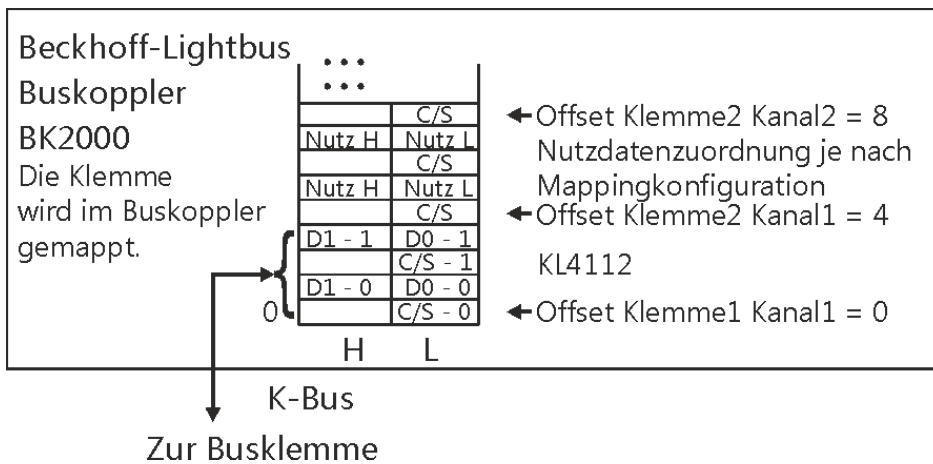 Beckhoff-Lightbus
Buskoppler
BK2000
Die Klemme
wird im Buskoppler
gemappt.
C/S
Nutz H Nutz L
C/S
Nutz H Nutz L
C/S
D1 - 1 D0 - 1
C/S - 1
D1 - 0 D0 - 0
0 C/S - 0
H L
Offset Klemme2 Kanal2 = 8
Nutzdatenzuordnung je nach
Mappingkonfiguration
Offset Klemme2 Kanal1 = 4
KL4112
Offset Klemme1 Kanal1 = 0
K-Bus
Zur Busklemme